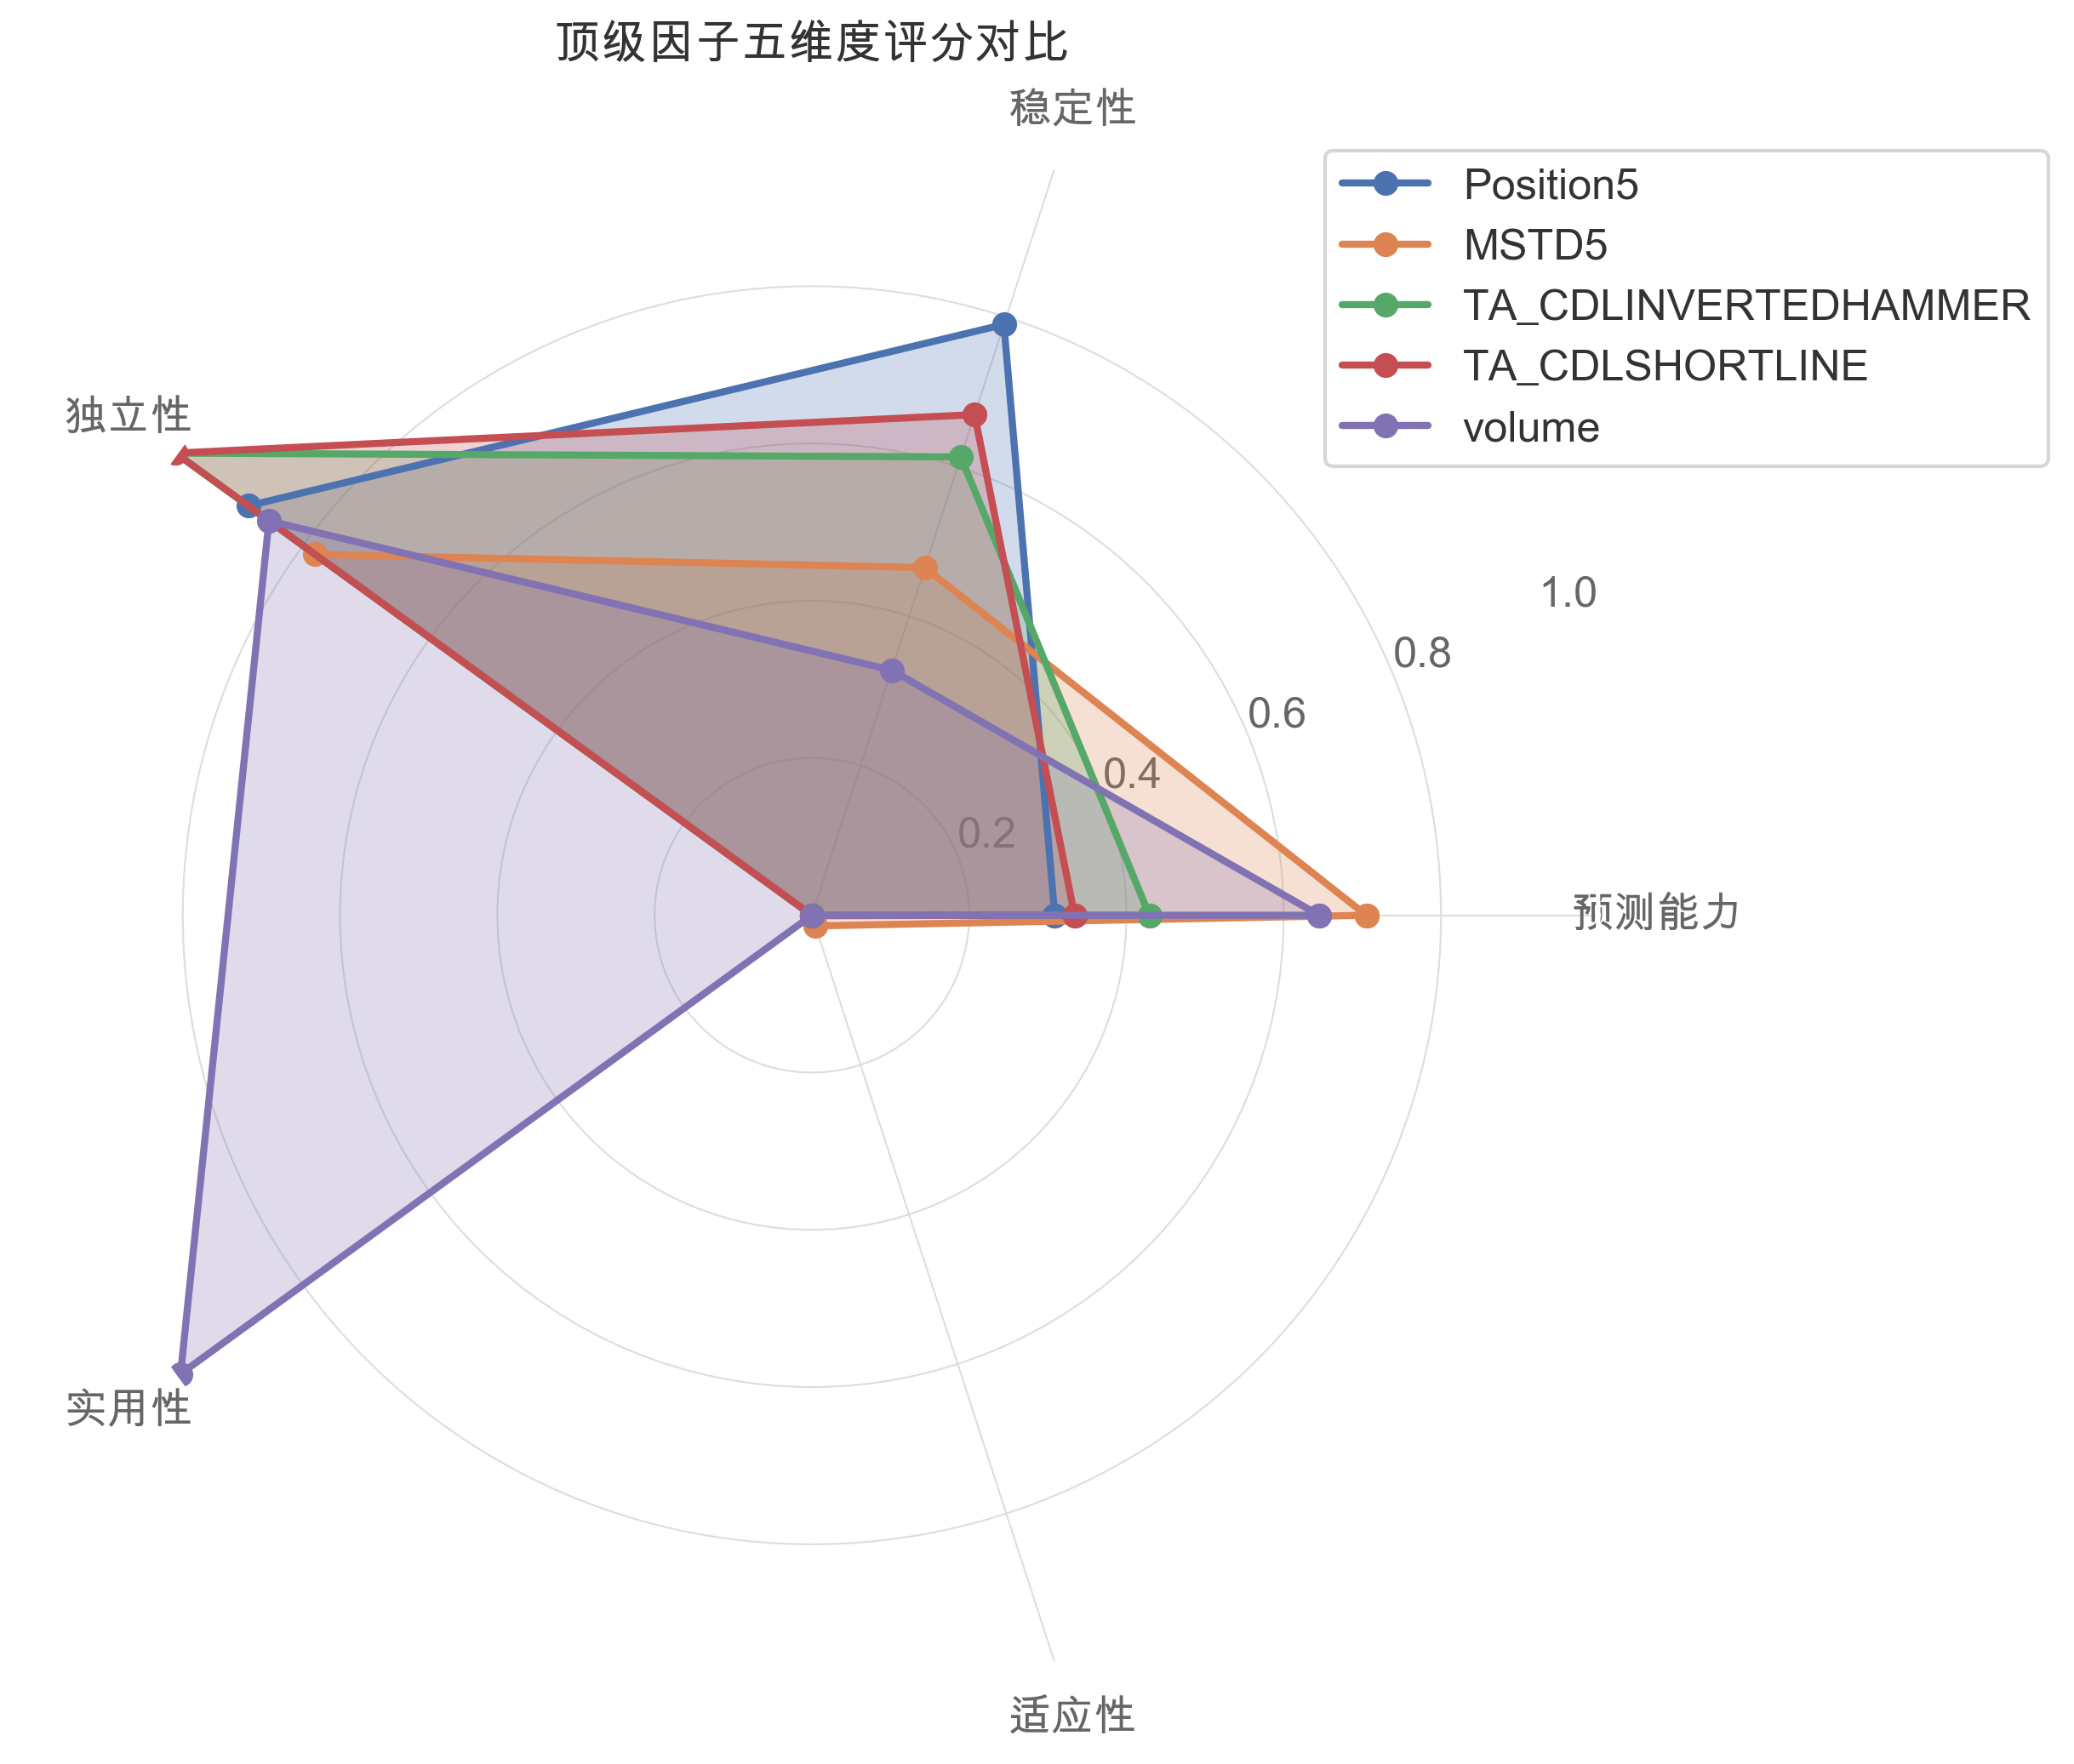 顶级因子五维度评分对比
稳定性
Position5
MSTD5
TA_CDLINVERTEDHAMMER
TA_CDLSHORTLINE
volume
独立性
1.0
0.8
0.6
0.4
0.2
预测能力
实用性
适应性